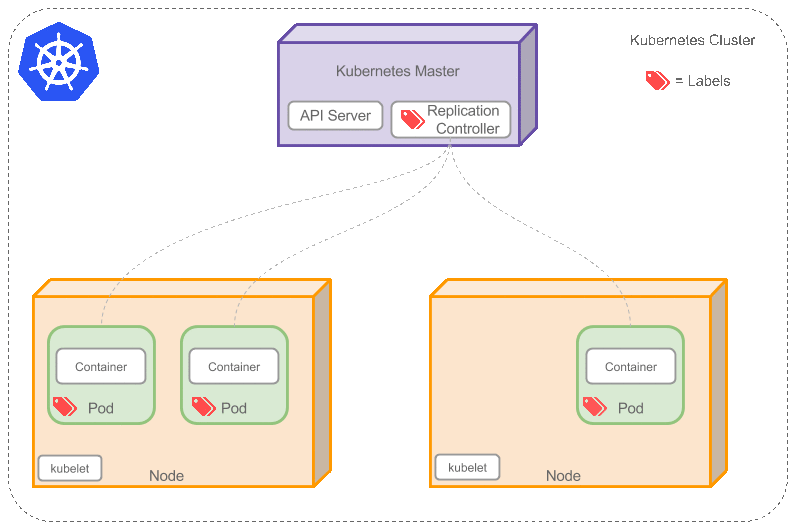 Kubernetes Cluster
= Labels
Kubernetes Master
API Server
Replication
Controller
Container
Pod
Container
Pod
kubelet
Node
Container
Pod
kubelet
Node